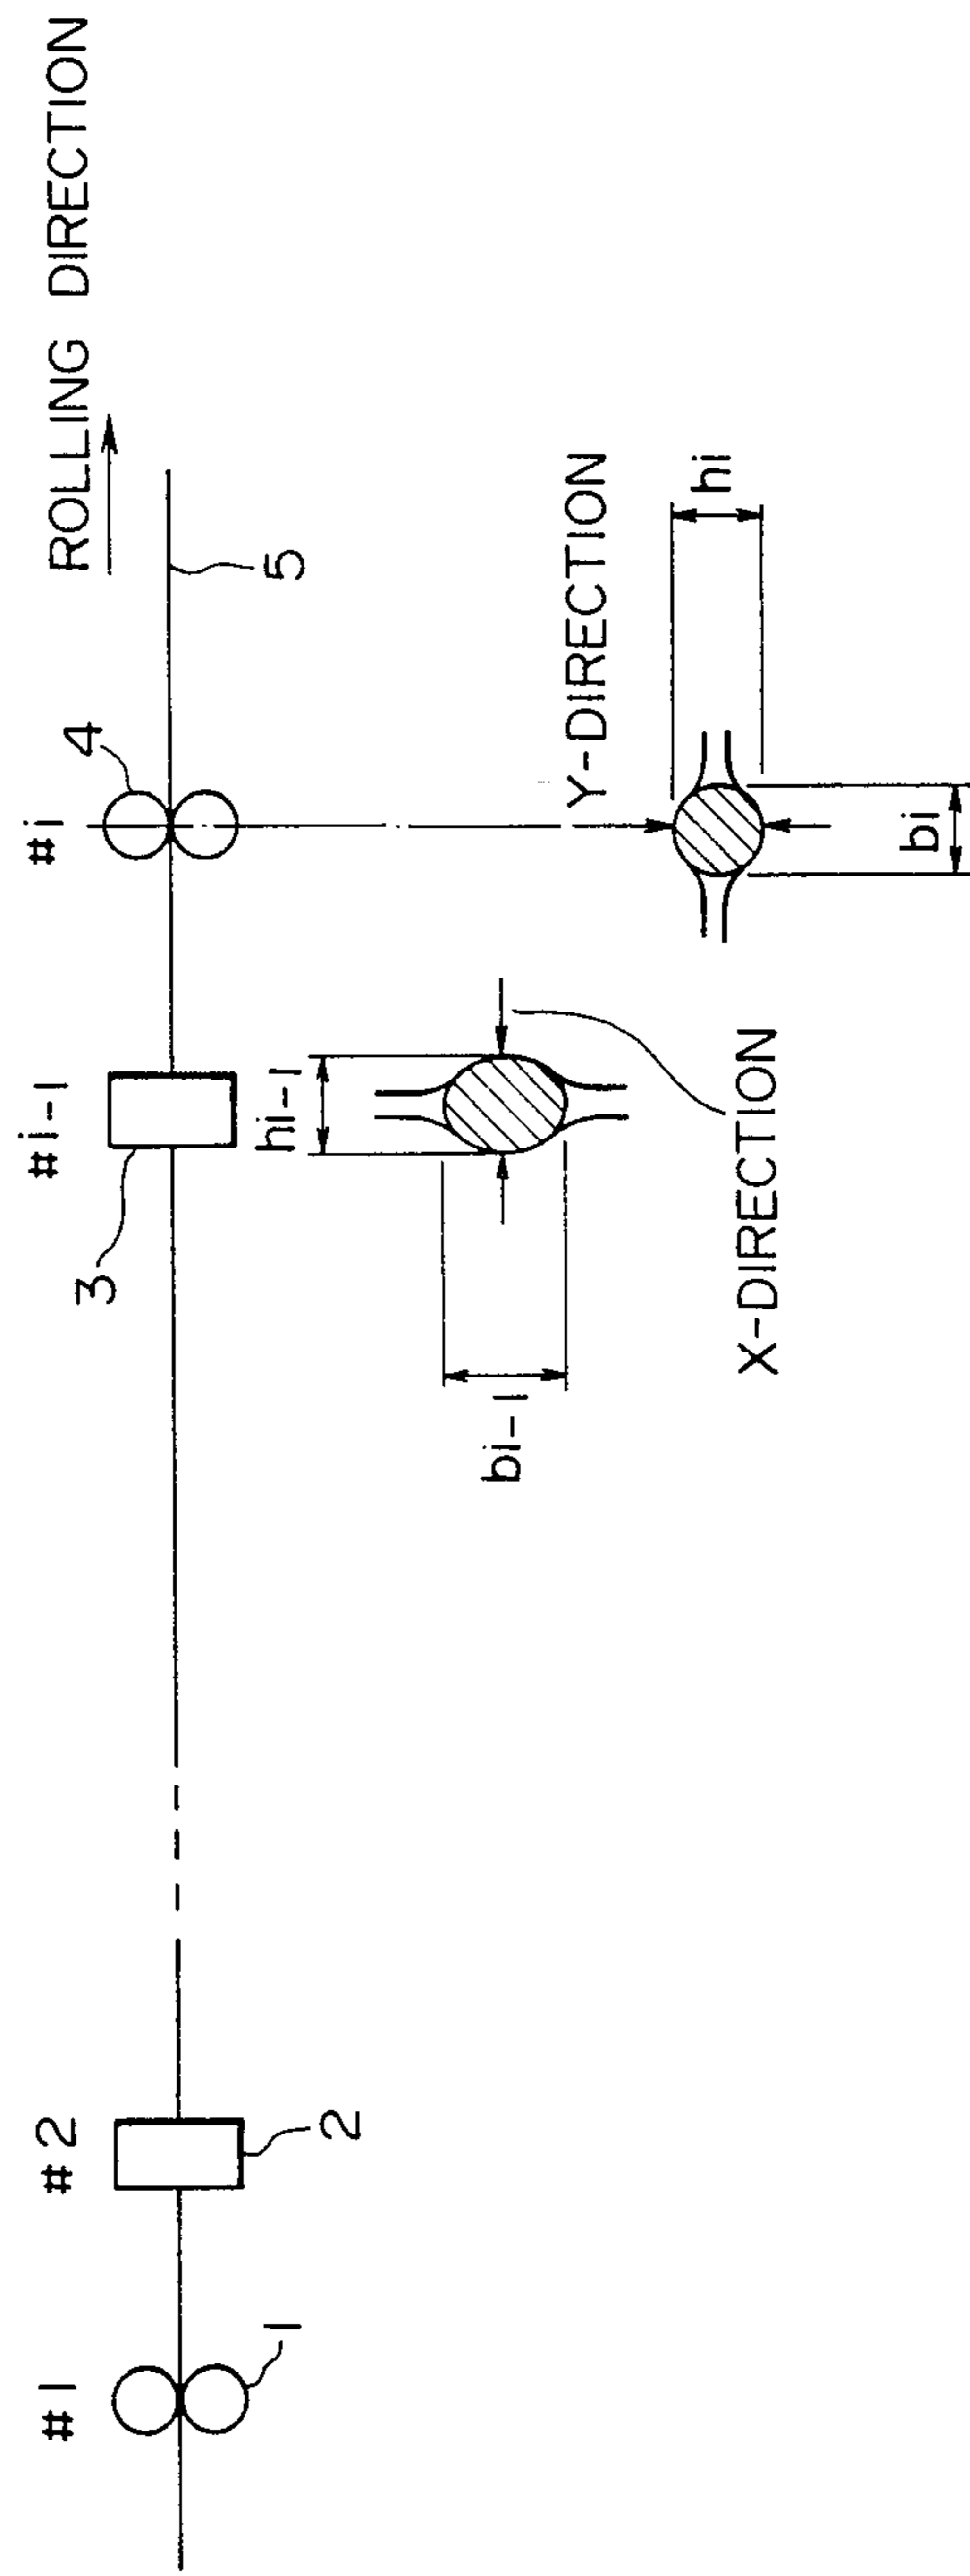 ROLLING DIRECTION
#1
#2
#i-1
#i
1
2
3
4
5
hi-1
bi-1
X-DIRECTION
Y-DIRECTION
hi
bi